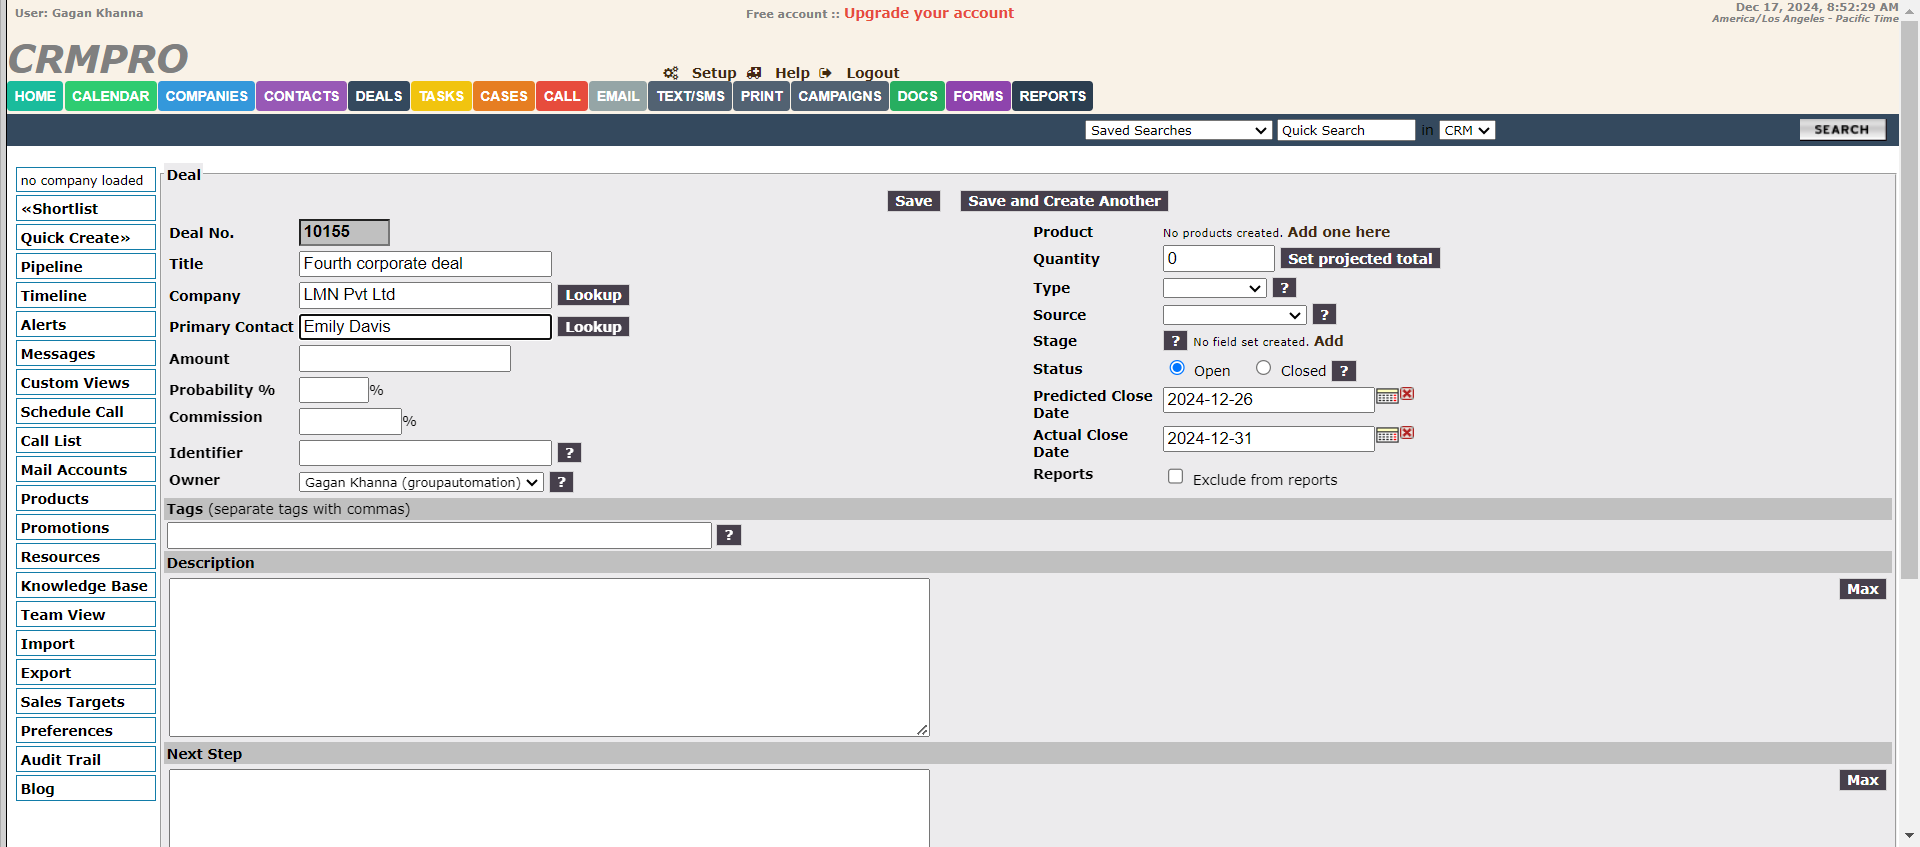 User: Gagan Khanna
Free account :: Upgrade your account
Dec 17, 2024, 8:52:29 AM
America/Los Angeles - Pacific Time
CRMPRO
Setup Help Logout
HOME CALENDAR COMPANIES CONTACTS DEALS TASKS CASES CALL EMAIL TEXT/SMS PRINT CAMPAIGNS DOCS FORMS REPORTS
Saved Searches Quick Search in CRM SEARCH
no company loaded
«Shortlist
Quick Create»
Pipeline
Timeline
Alerts
Messages
Custom Views
Schedule Call
Call List
Mail Accounts
Products
Promotions
Resources
Knowledge Base
Team View
Import
Export
Sales Targets
Preferences
Audit Trail
Blog
Deal
Save Save and Create Another
Deal No. 10155
Title Fourth corporate deal
Company LMN Pvt Ltd Lookup
Primary Contact Emily Davis Lookup
Amount
Probability % %
Commission %
Identifier ?
Owner Gagan Khanna (groupautomation) ?
Product No products created. Add one here
Quantity 0 Set projected total
Type ?
Source ?
Stage ? No field set created. Add
Status Open Closed ?
Predicted Close Date 2024-12-26
Actual Close Date 2024-12-31
Reports Exclude from reports
Tags (separate tags with commas)
?
Description
Max
Next Step
Max